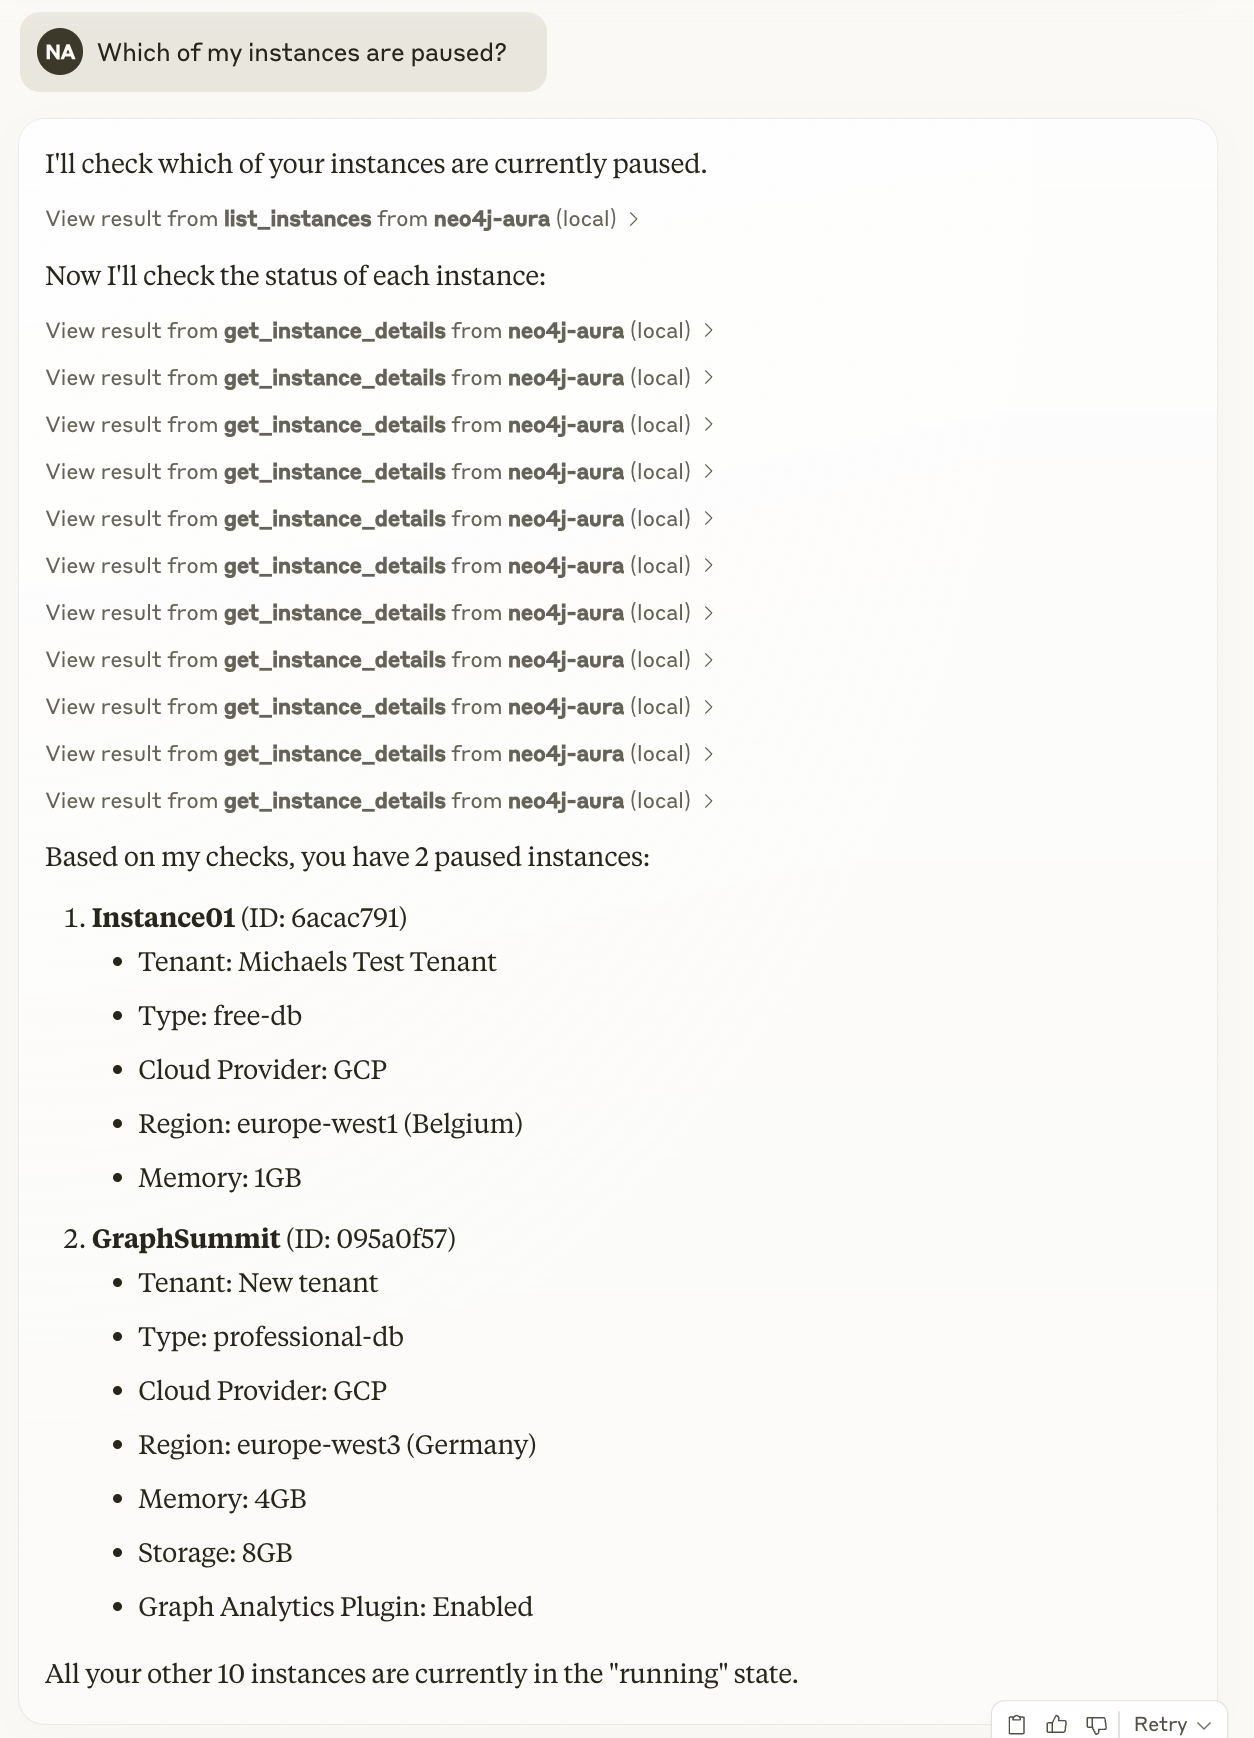 NA Which of my instances are paused?
I'll check which of your instances are currently paused.
View result from list_instances from neo4j-aura (local)
Now I'll check the status of each instance:
View result from get_instance_details from neo4j-aura (local)
View result from get_instance_details from neo4j-aura (local)
View result from get_instance_details from neo4j-aura (local)
View result from get_instance_details from neo4j-aura (local)
View result from get_instance_details from neo4j-aura (local)
View result from get_instance_details from neo4j-aura (local)
View result from get_instance_details from neo4j-aura (local)
View result from get_instance_details from neo4j-aura (local)
View result from get_instance_details from neo4j-aura (local)
View result from get_instance_details from neo4j-aura (local)
View result from get_instance_details from neo4j-aura (local)
Based on my checks, you have 2 paused instances:
1. Instance01 (ID: 6acac791)
• Tenant: Michaels Test Tenant
• Type: free-db
• Cloud Provider: GCP
• Region: europe-west1 (Belgium)
• Memory: 1GB
2. GraphSummit (ID: 095a0f57)
• Tenant: New tenant
• Type: professional-db
• Cloud Provider: GCP
• Region: europe-west3 (Germany)
• Memory: 4GB
• Storage: 8GB
• Graph Analytics Plugin: Enabled
All your other 10 instances are currently in the "running" state.
Retry